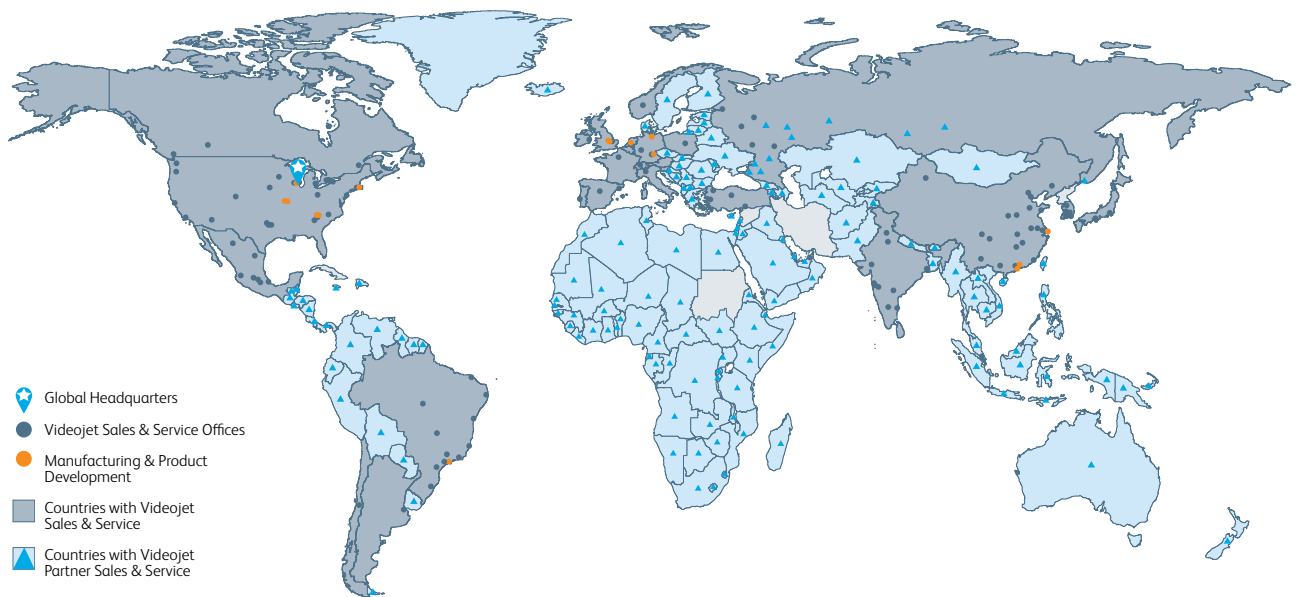 Global Headquarters
Videojet Sales & Service Offices
Manufacturing & Product
Development
Countries with Videojet
Sales & Service
Countries with Videojet
Partner Sales & Service